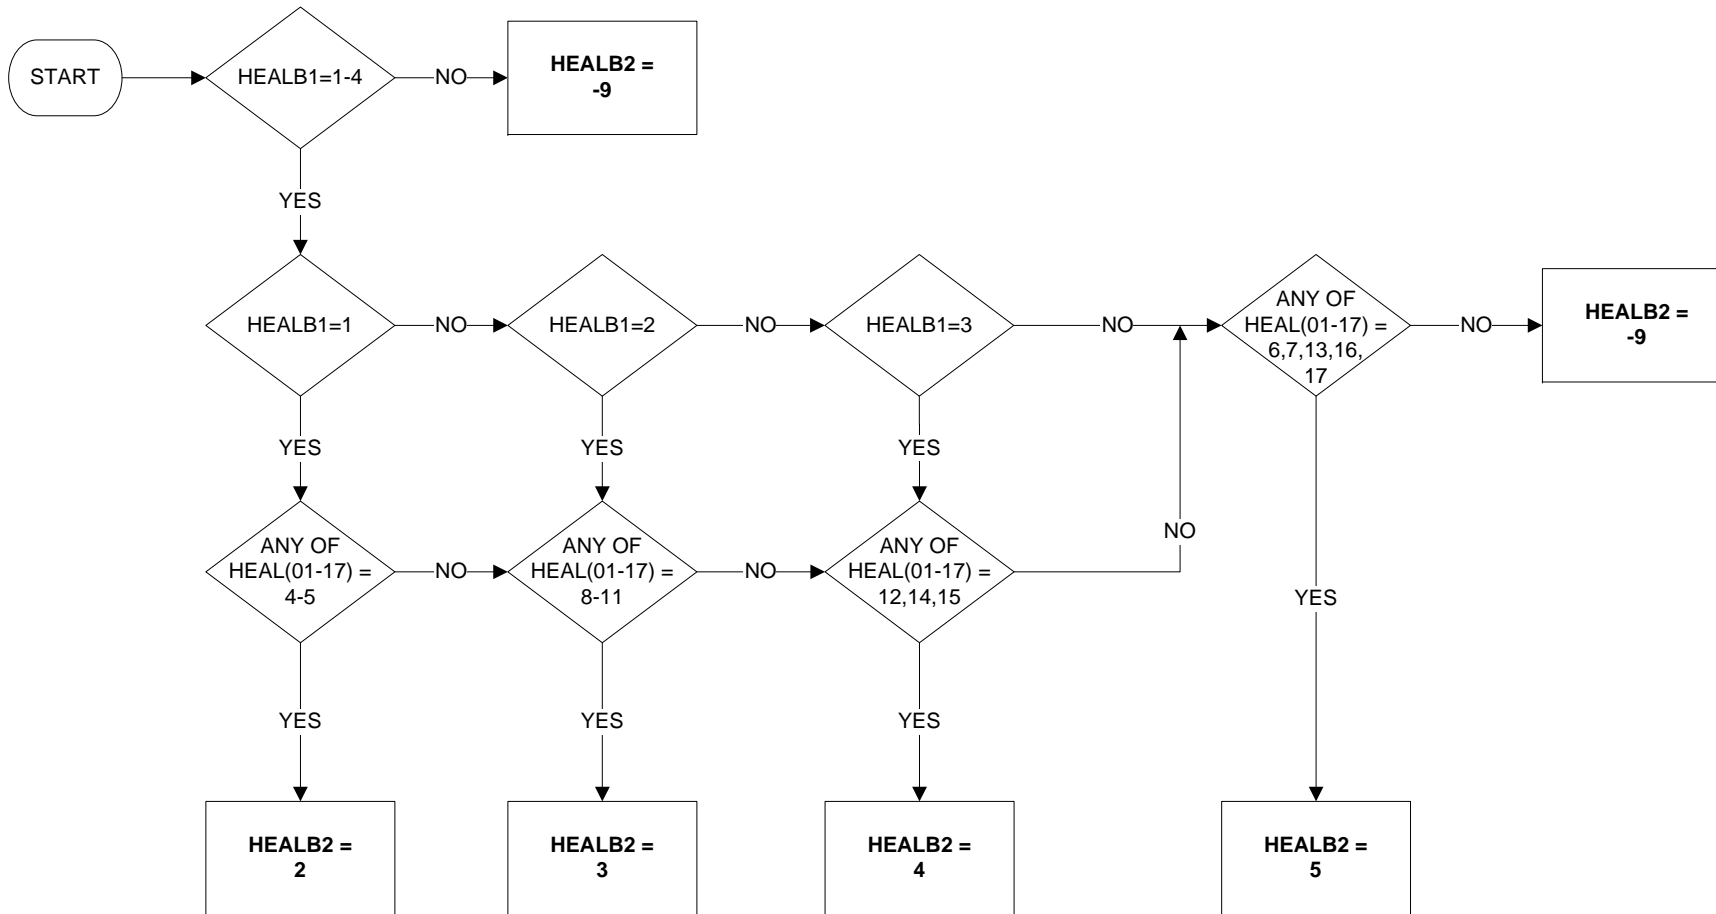 START
HEALB1=1-4
NO
HEALB2 =
-9
YES
HEALB1=1
NO
HEALB1=2
NO
HEALB1=3
NO
ANY OF
HEAL(01-17) =
6,7,13,16,
17
NO
HEALB2 =
-9
YES
YES
YES
ANY OF
HEAL(01-17) =
4-5
NO
ANY OF
HEAL(01-17) =
8-11
NO
ANY OF
HEAL(01-17) =
12,14,15
NO
YES
YES
YES
YES
HEALB2 =
2
HEALB2 =
3
HEALB2 =
4
HEALB2 =
5